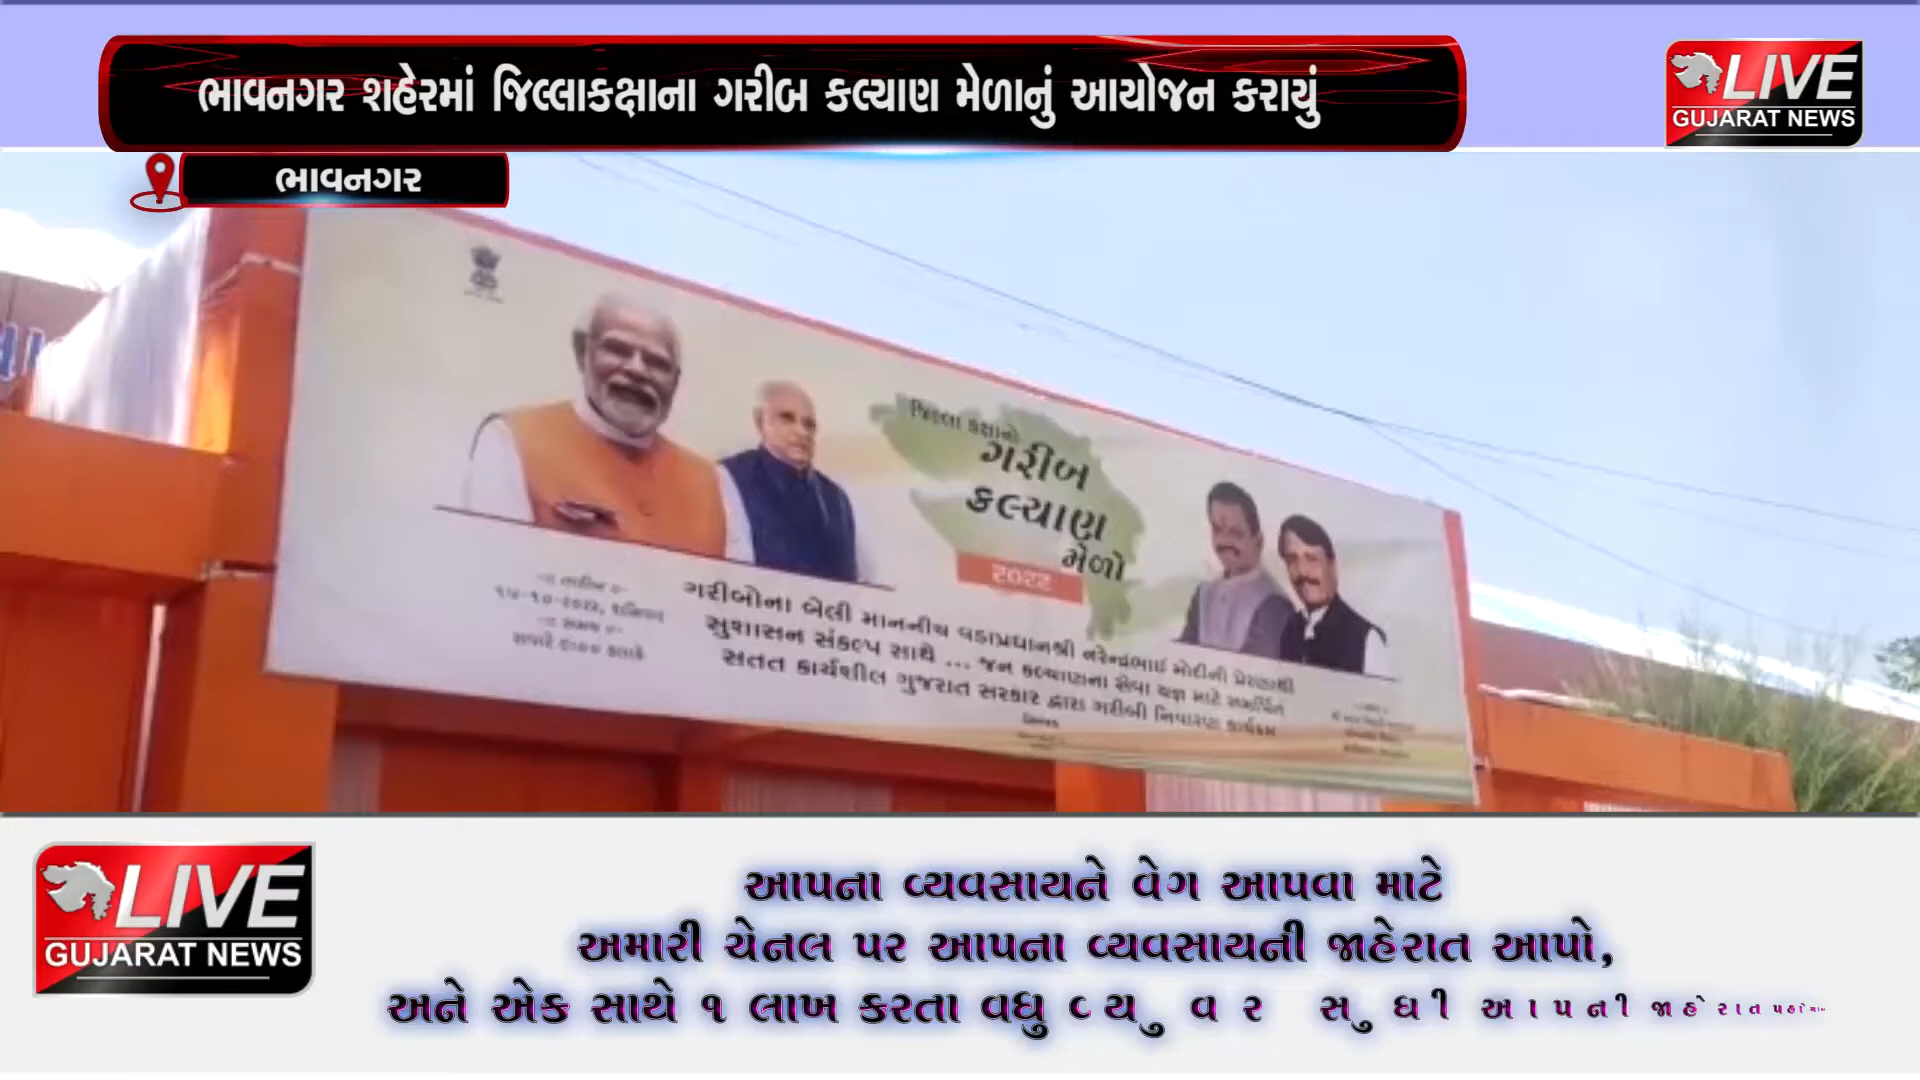 ભાવનગર શહેરમાં જિલ્લાકક્ષાના ગરીબ કલ્યાણ મેળાનું આયોજન કરાયું
LIVE
GUJARAT NEWS
ભાવનગર
જિલ્લા કક્ષાનો
ગરીબ
કલ્યાણ
મેળો
૨૦૨૨
ગરીબોના બેલી માનનીય વડાપ્રધાનશ્રી નરેન્દ્રભાઈ મોદીની પ્રેરણાથી
સુશાસન સંકલ્પ સાથે ... જન કલ્યાણના સેવા યજ્ઞ માટે સમર્પિત
સતત કાર્યશીલ ગુજરાત સરકાર દ્વારા ગરીબી નિવારણ કાર્યક્રમ
LIVE
GUJARAT NEWS
આપના વ્યવસાયને વેગ આપવા માટે
અમારી ચેનલ પર આપના વ્યવસાયની જાહેરાત આપો,
અને એક સાથે ૧ લાખ કરતા વધુ વ્યુવર સુધી આપની જાહેરાત